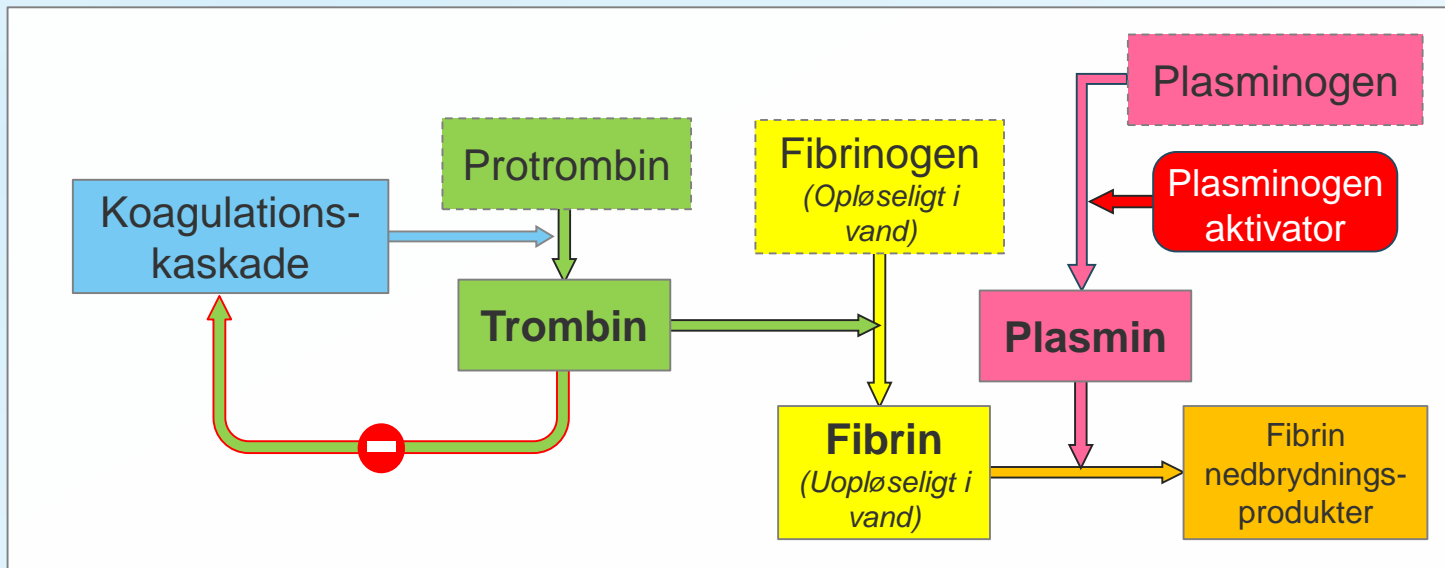 Koagulations-
kaskade
Protrombin
Trombin
Fibrinogen
(Opløseligt i
vand)
Fibrin
(Uopløseligt i
vand)
Plasminogen
Plasminogen
aktivator
Plasmin
Fibrin
nedbrydnings-
produkter